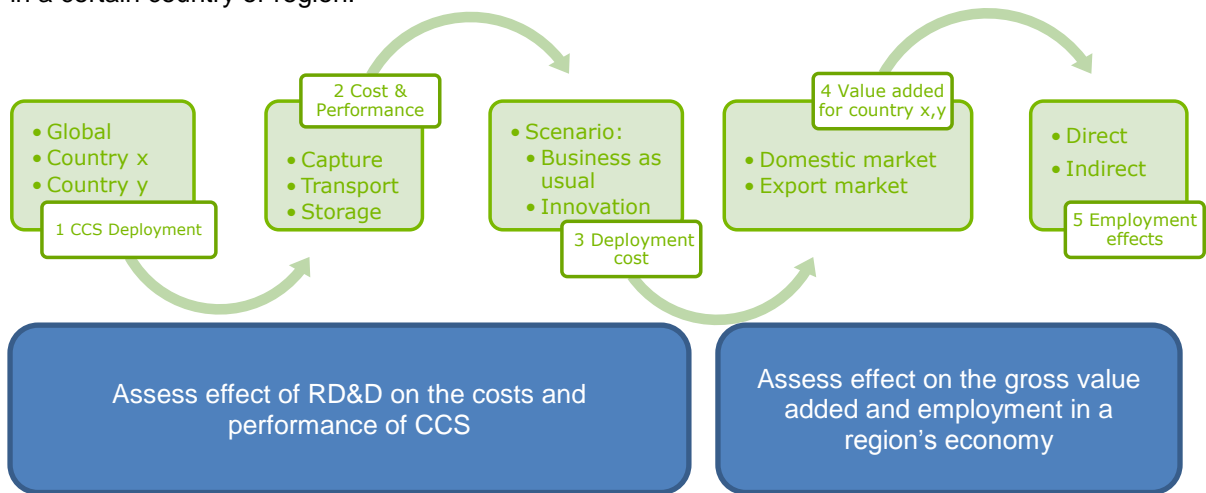 in a certain country or region.
• Global
• Country x
• Country y
1 CCS Deployment
2 Cost &
Performance
• Capture
• Transport
• Storage
• Scenario:
• Business as
usual
• Innovation
3 Deployment
cost
4 Value added
for country x,y
• Domestic market
• Export market
• Direct
• Indirect
5 Employment
effects
Assess effect of RD&D on the costs and
performance of CCS
Assess effect on the gross value
added and employment in a
region's economy